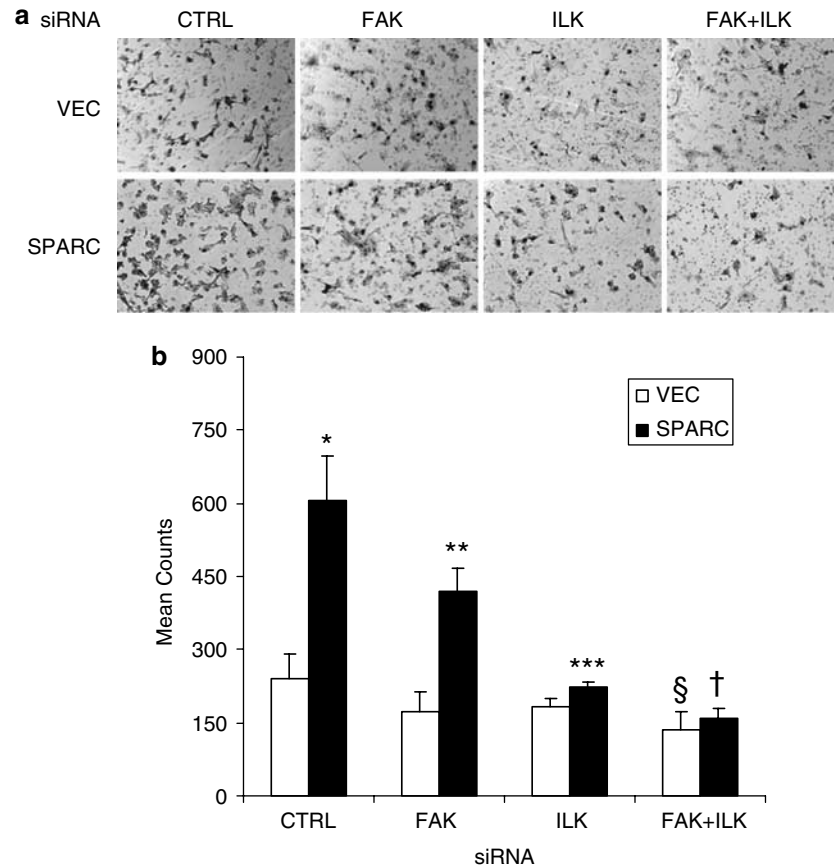 a siRNA CTRL FAK ILK FAK+ILK
VEC
SPARC
b
900
750
600
450
300
150
0
Mean Counts
VEC
SPARC
*
**
***
§ †
CTRL FAK ILK FAK+ILK
siRNA